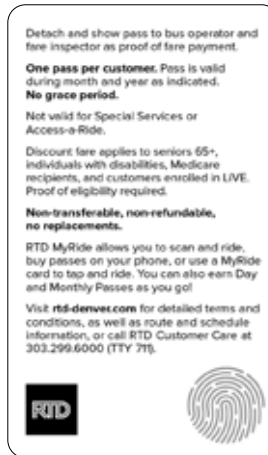 Detach and show pass to bus operator and
fare inspector as proof of fare payment.
One pass per customer. Pass is valid
during month and year as indicated.
No grace period.
Not valid for Special Services or
Access-a-Ride.
Discount fare applies to seniors 65+,
individuals with disabilities, Medicare
recipients, and customers enrolled in LiVE.
Proof of eligibility required.
Non-transferable, non-refundable,
no replacements.
RTD MyRide allows you to scan and ride,
buy passes on your phone, or use a MyRide
card to tap and ride. You can also earn Day
and Monthly Passes as you go!
Visit rtd-denver.com for detailed terms and
conditions, as well as route and schedule
information, or call RTD Customer Care at
303.299.6000 (TTY 711).
RTD